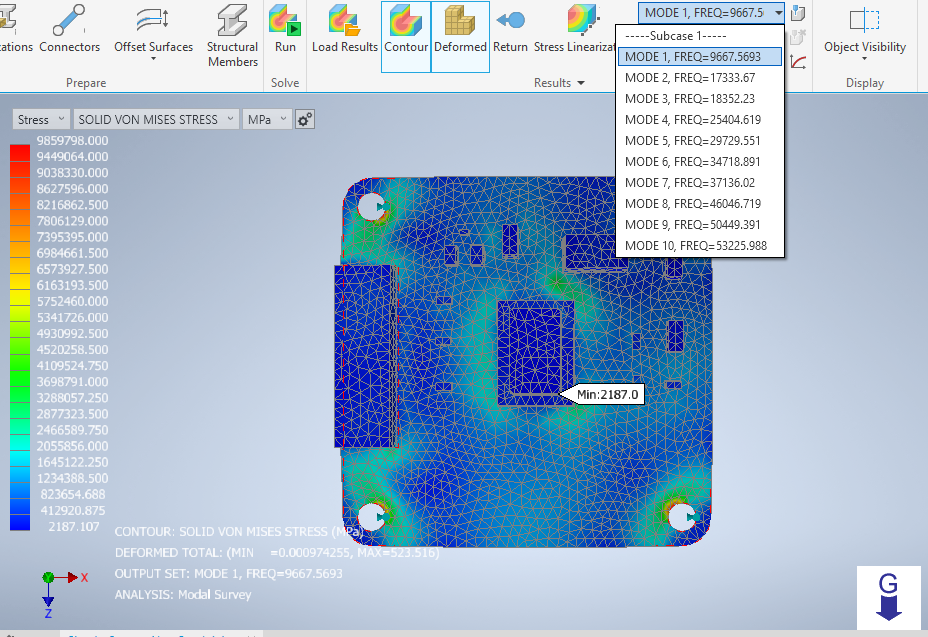 MODE 1, FREQ=9667.5
Connectors
Offset Surfaces
Structural
Members
Run
Load Results
Contour
Deformed
Return
Object Visibility
Prepare
Solve
Results
Display
-----Subcase 1-----
MODE 1, FREQ=9667.5693
MODE 2, FREQ=17333.67
MODE 3, FREQ=18352.23
MODE 4, FREQ=25404.619
MODE 5, FREQ=29729.551
MODE 6, FREQ=34718.891
MODE 7, FREQ=37136.02
MODE 8, FREQ=46046.719
MODE 9, FREQ=50449.391
MODE 10, FREQ=53225.988
Stress
SOLID VON MISES STRESS
MPa
9859798.000
9449064.000
9038330.000
8627596.000
8216862.500
7806129.000
7395395.000
6984661.500
6573927.500
6163193.500
5752460.000
5341726.000
4930992.500
4520258.500
4109524.750
3698791.000
3288057.250
2877323.500
2466589.750
2055856.000
1645122.250
1234388.500
823654.688
412920.875
2187.107
Min:2187.0
CONTOUR: SOLID VON MISES STRESS (MPa)
DEFORMED TOTAL: (MIN =0.000974255, MAX=523.516)
OUTPUT SET: MODE 1, FREQ=9667.5693
ANALYSIS: Modal Survey
X
Z
G